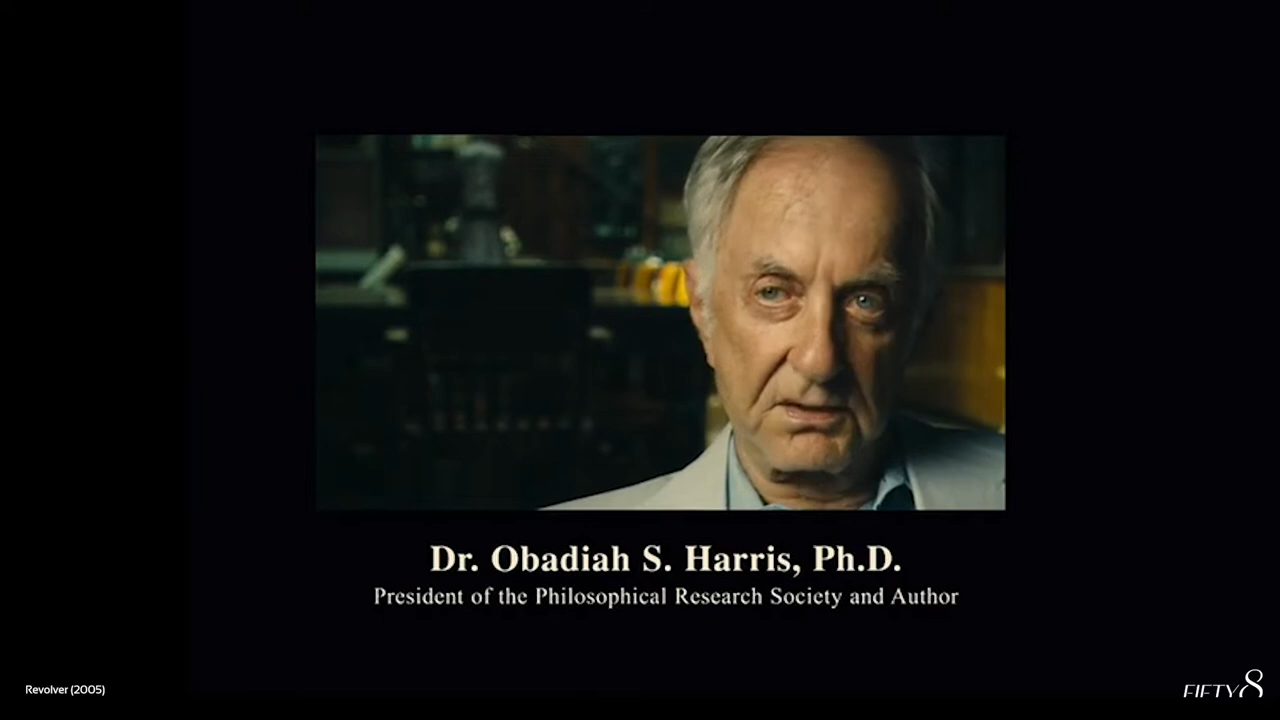 Dr. Obadiah S. Harris, Ph.D.
President of the Philosophical Research Society and Author
Revolver (2005)
FIFTY8